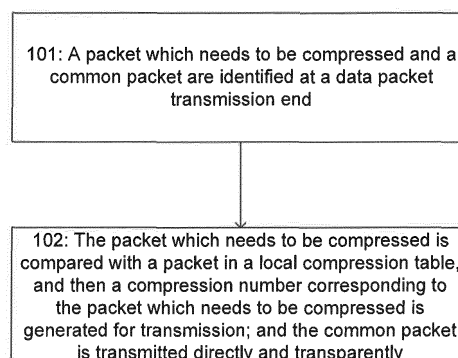 101: A packet which needs to be compressed and a
common packet are identified at a data packet
transmission end
102: The packet which needs to be compressed is
compared with a packet in a local compression table,
and then a compression number corresponding to
the packet which needs to be compressed is
generated for transmission; and the common packet
is transmitted directly and transparently